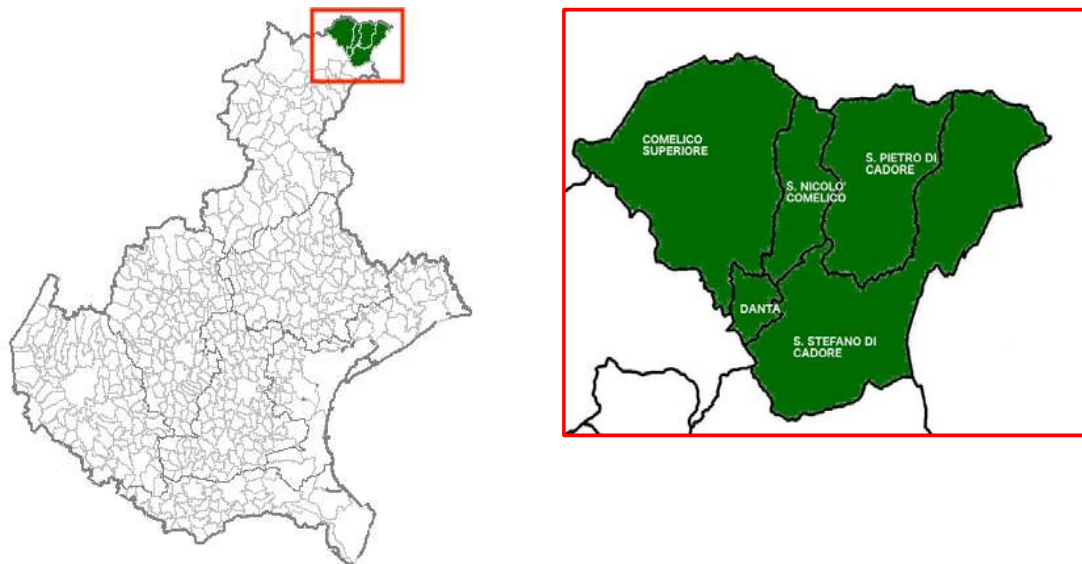 COMELICO
SUPERIORE
S. PIETRO DI
CADORE
S. NICOLO'
COMELICO
DANTA
S. STEFANO DI
CADORE